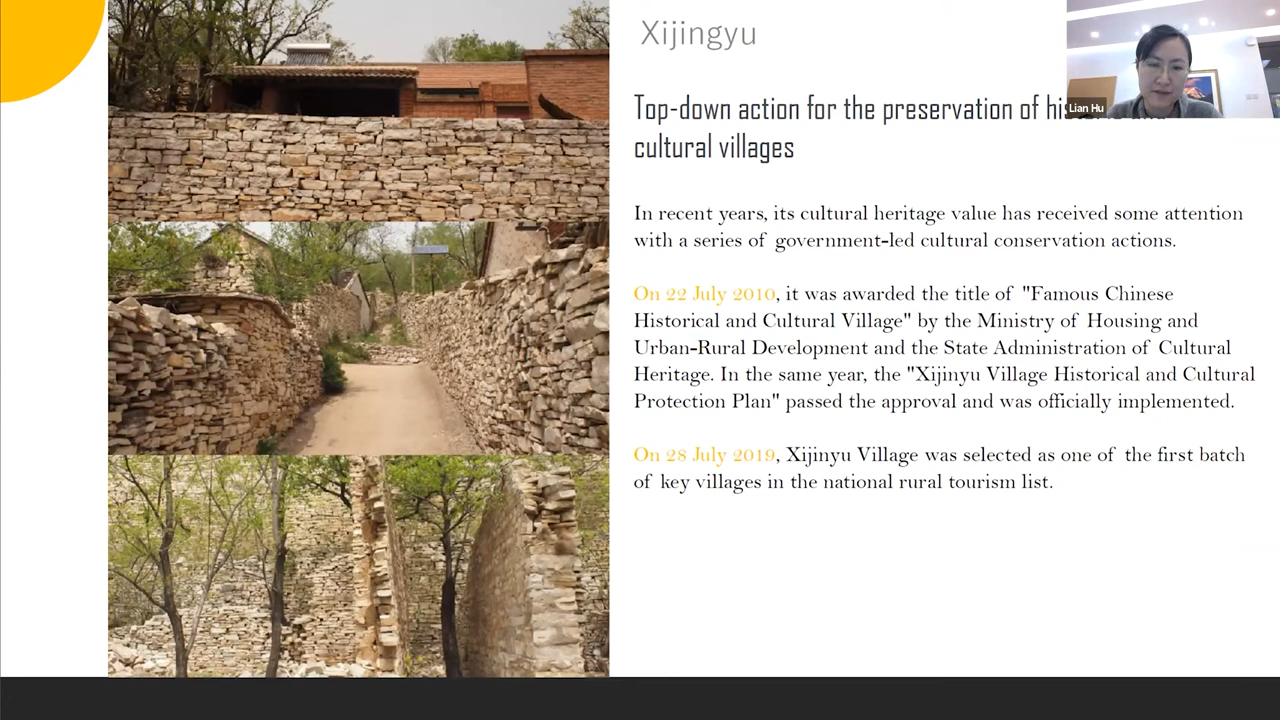 Xijingyu
Lian Hu
Top-down action for the preservation of
cultural villages
In recent years, its cultural heritage value has received some attention
with a series of government-led cultural conservation actions.
On 22 July 2010, it was awarded the title of "Famous Chinese
Historical and Cultural Village" by the Ministry of Housing and
Urban-Rural Development and the State Administration of Cultural
Heritage. In the same year, the "Xijinyu Village Historical and Cultural
Protection Plan" passed the approval and was officially implemented.
On 28 July 2019, Xijinyu Village was selected as one of the first batch
of key villages in the national rural tourism list.